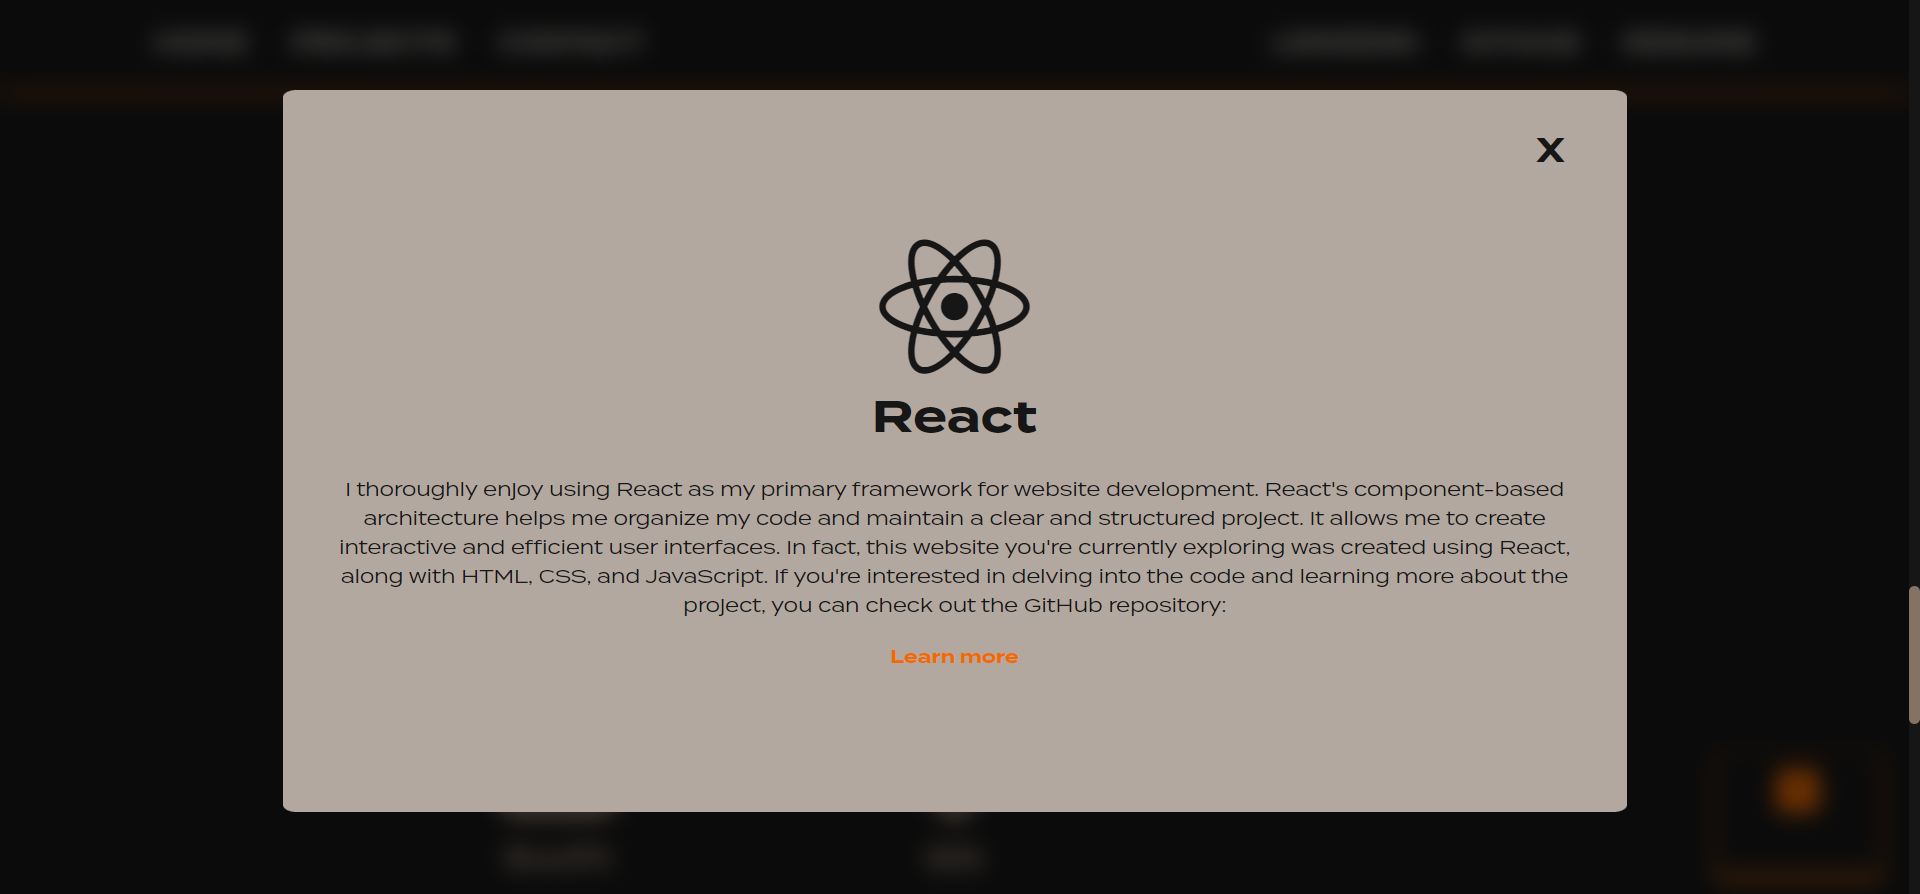 X
React
I thoroughly enjoy using React as my primary framework for website development. React's component-based
architecture helps me organize my code and maintain a clear and structured project. It allows me to create
interactive and efficient user interfaces. In fact, this website you're currently exploring was created using React,
along with HTML, CSS, and JavaScript. If you're interested in delving into the code and learning more about the
project, you can check out the GitHub repository:
Learn more